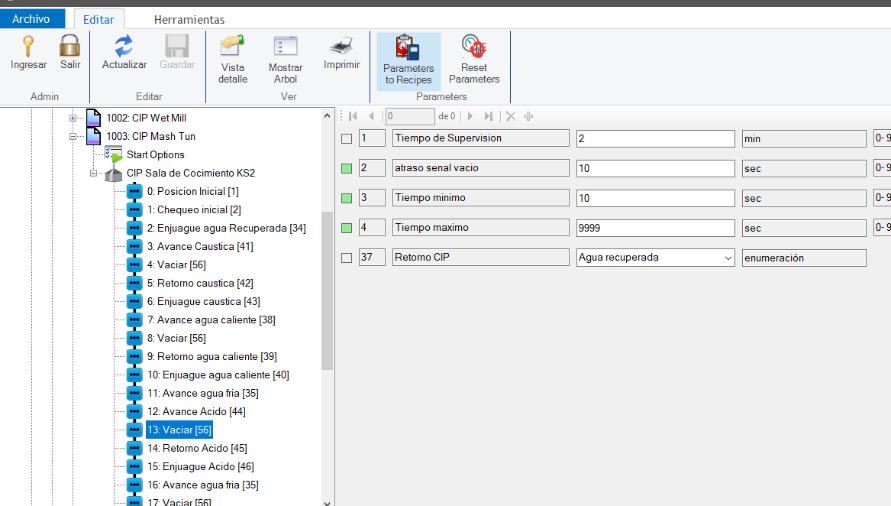 Archivo Editar Herramientas
Ingresar Salir Actualizar Guardar Vista detalle Mostrar Arbol Imprimir Parameters to Recipes Reset Parameters
Admin Editar Ver Parameters
1002: CIP Wet Mill
1003: CIP Mash Tun
Start Options
CIP Sala de Cocimiento KS2
0: Posicion Inicial [1]
1: Chequeo inicial [2]
2: Enjuague agua Recuperada [34]
3: Avance Caustica [41]
4: Vaciar [56]
5: Retorno caustica [42]
6: Enjuague caustica [43]
7: Avance agua caliente [38]
8: Vaciar [56]
9: Retorno agua caliente [39]
10: Enjuague agua caliente [40]
11: Avance agua fria [35]
12: Avance Acido [44]
13: Vaciar [56]
14: Retorno Acido [45]
15: Enjuague Acido [46]
16: Avance agua fria [35]
17: Vaciar [56]
0 de 0
1 Tiempo de Supervision 2 min 0- 9
2 atraso senal vacio 10 sec 0- 9
3 Tiempo minimo 10 sec 0- 9
4 Tiempo maximo 9999 sec 0- 9
37 Retorno CIP Agua recuperada enumeración